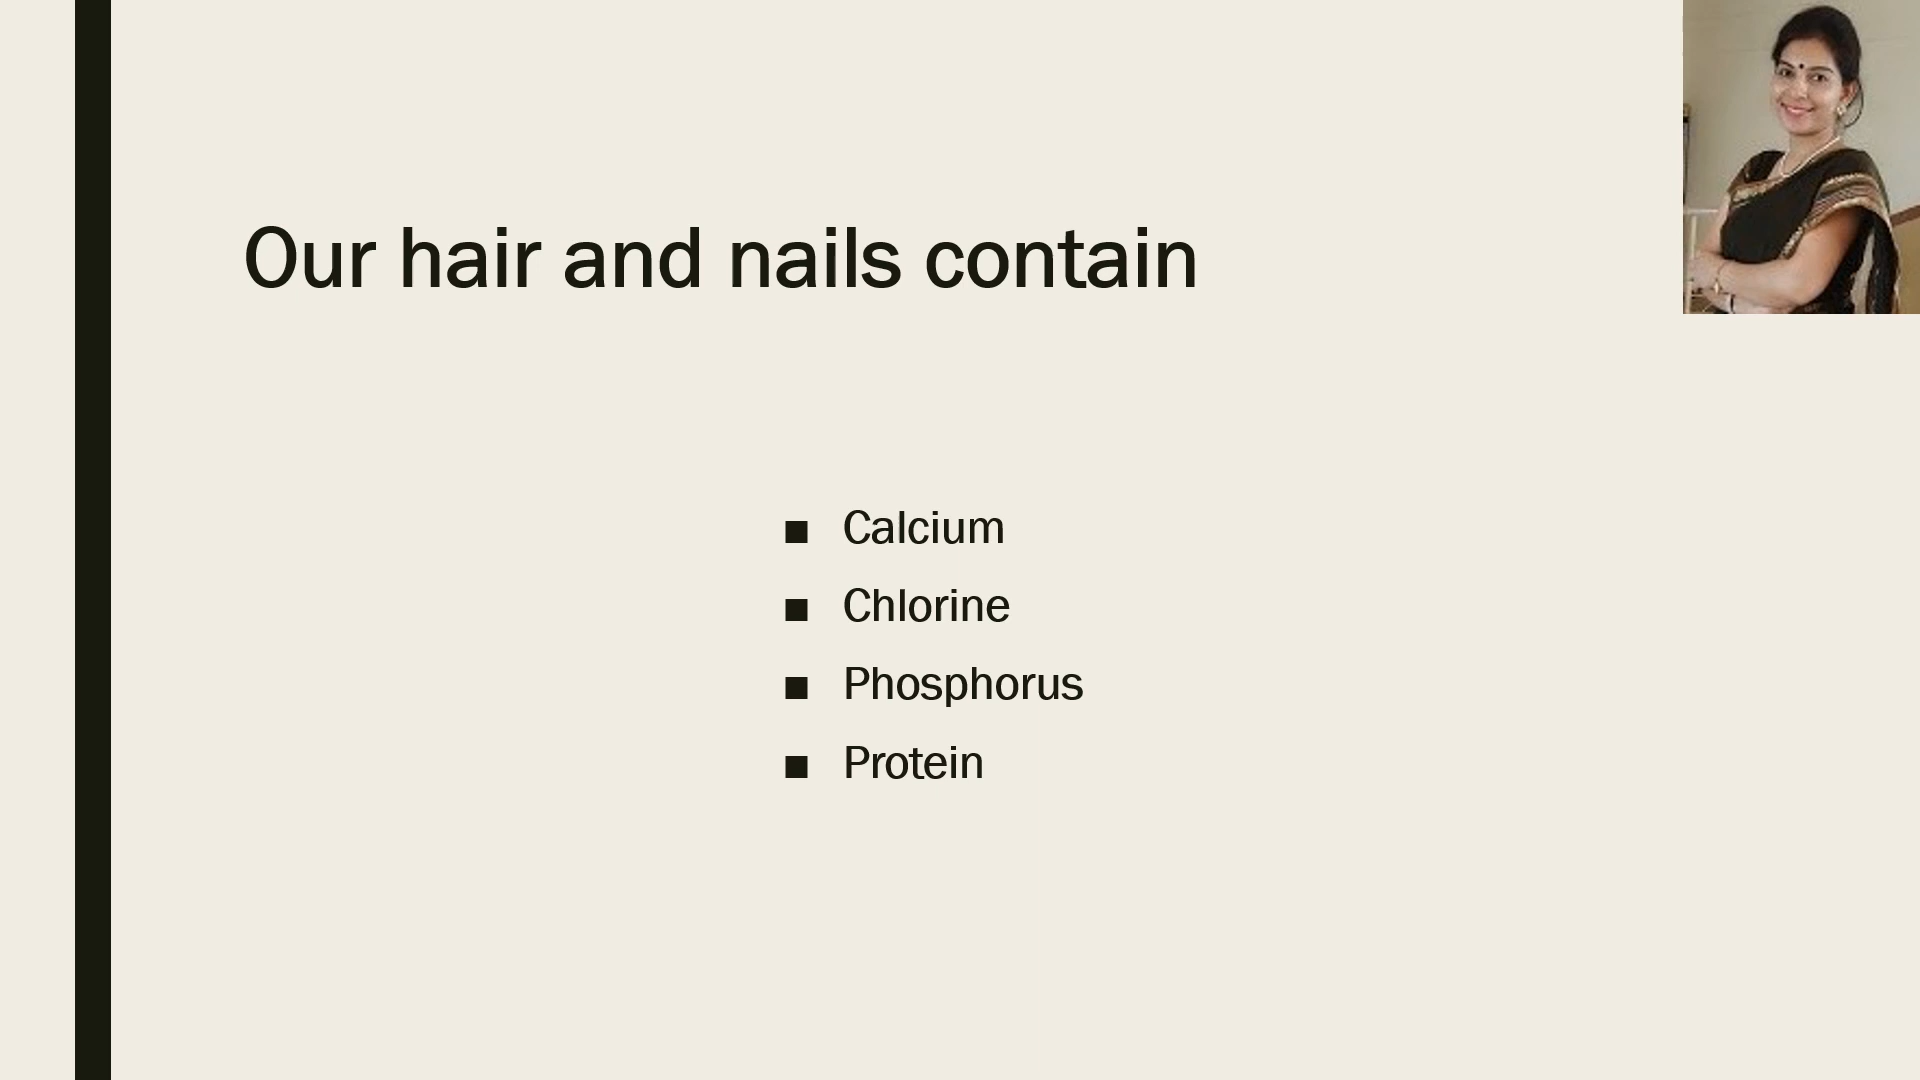 Our hair and nails contain
■ Calcium
■ Chlorine
■ Phosphorus
■ Protein